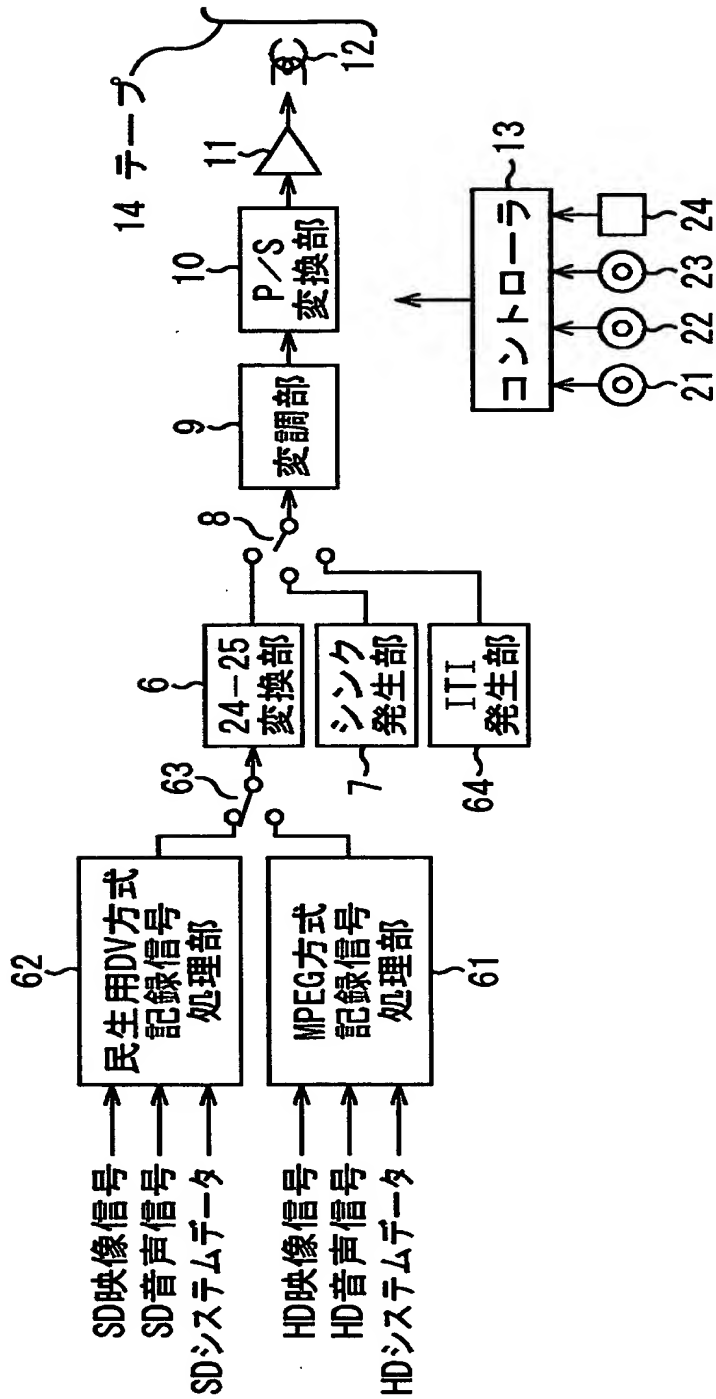 SD映像信号
SD音声信号
SDシステムデータ
HD映像信号
HD音声信号
HDシステムデータ
62
民生用DV方式
記録信号
処理部
MPEG方式
記録信号
処理部
61
63
6
24-25
変換部
シンク
発生部
7
ITI
発生部
64
8
9
変調部
10
P/S
変換部
11
12
14 テープ
13
コントローラ
21
22
23
24